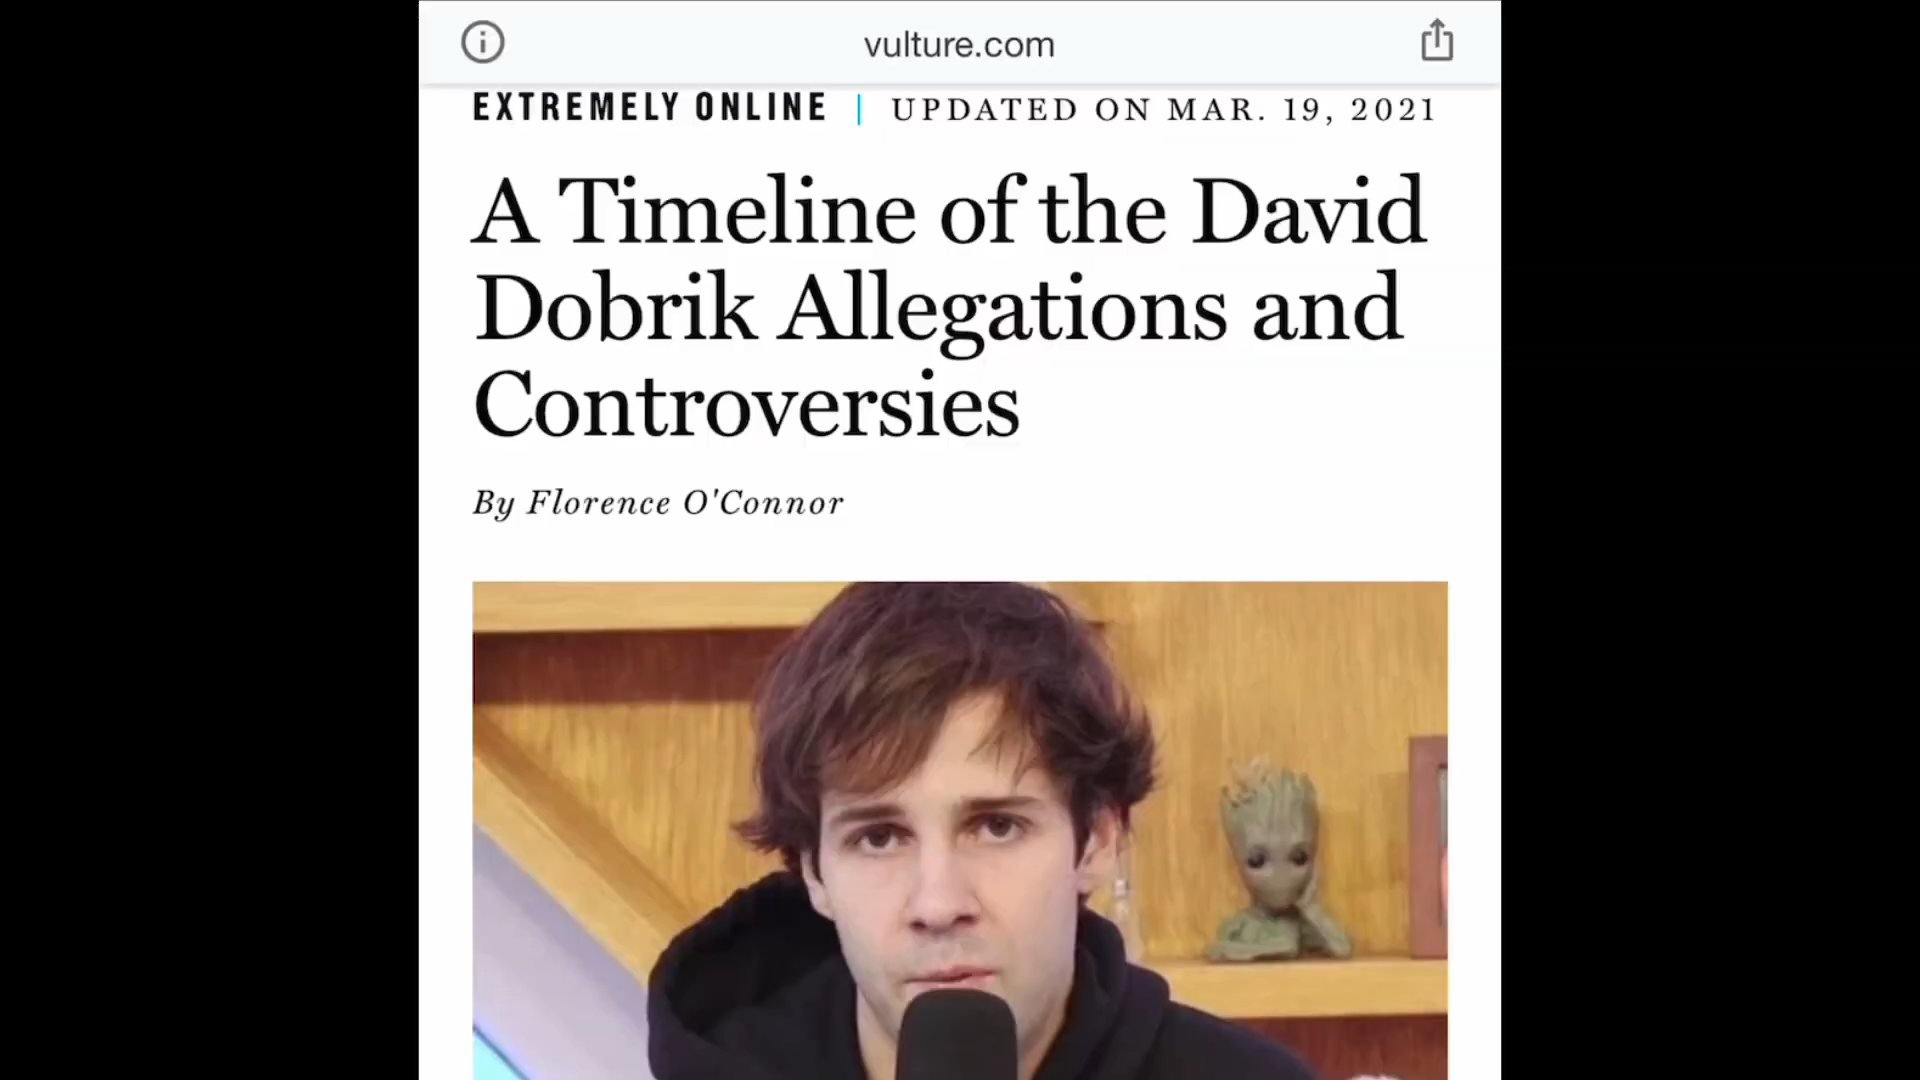 vulture.com
EXTREMELY ONLINE | UPDATED ON MAR. 19, 2021
A Timeline of the David
Dobrik Allegations and
Controversies
By Florence O'Connor